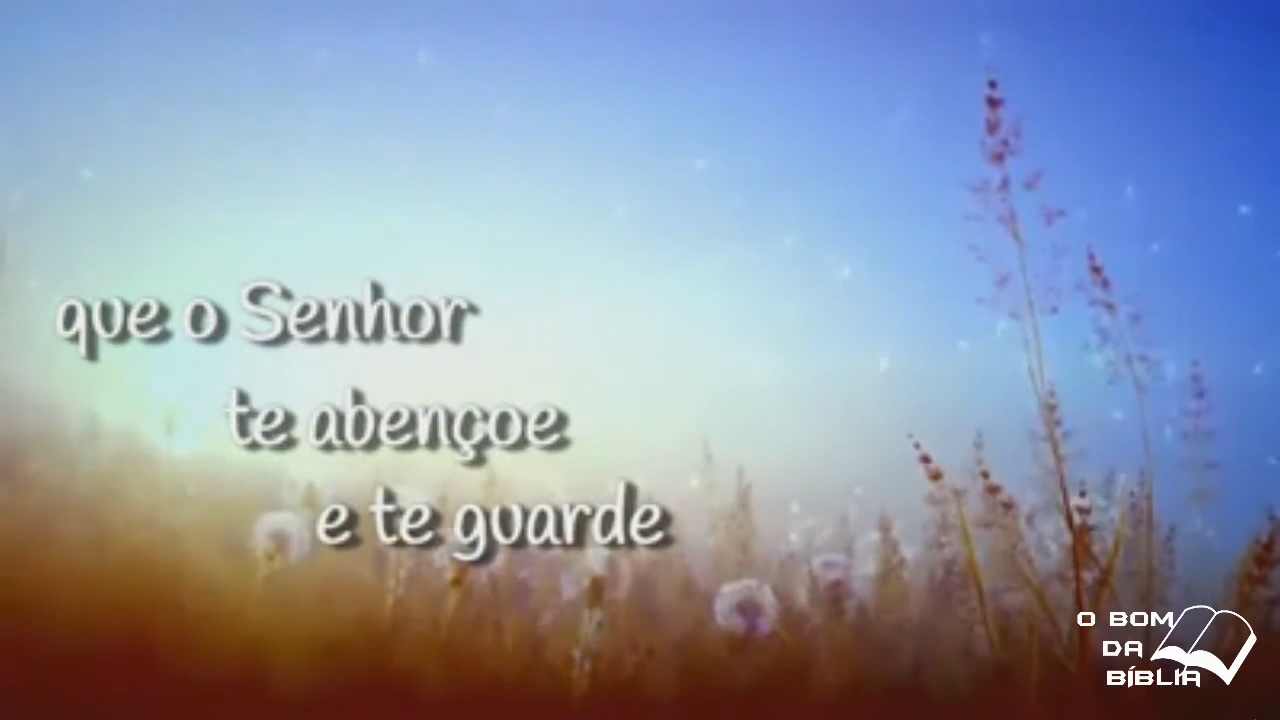 que o Senhor
te abençoe
e te guarde
O BOM
DA
BÍBLIA